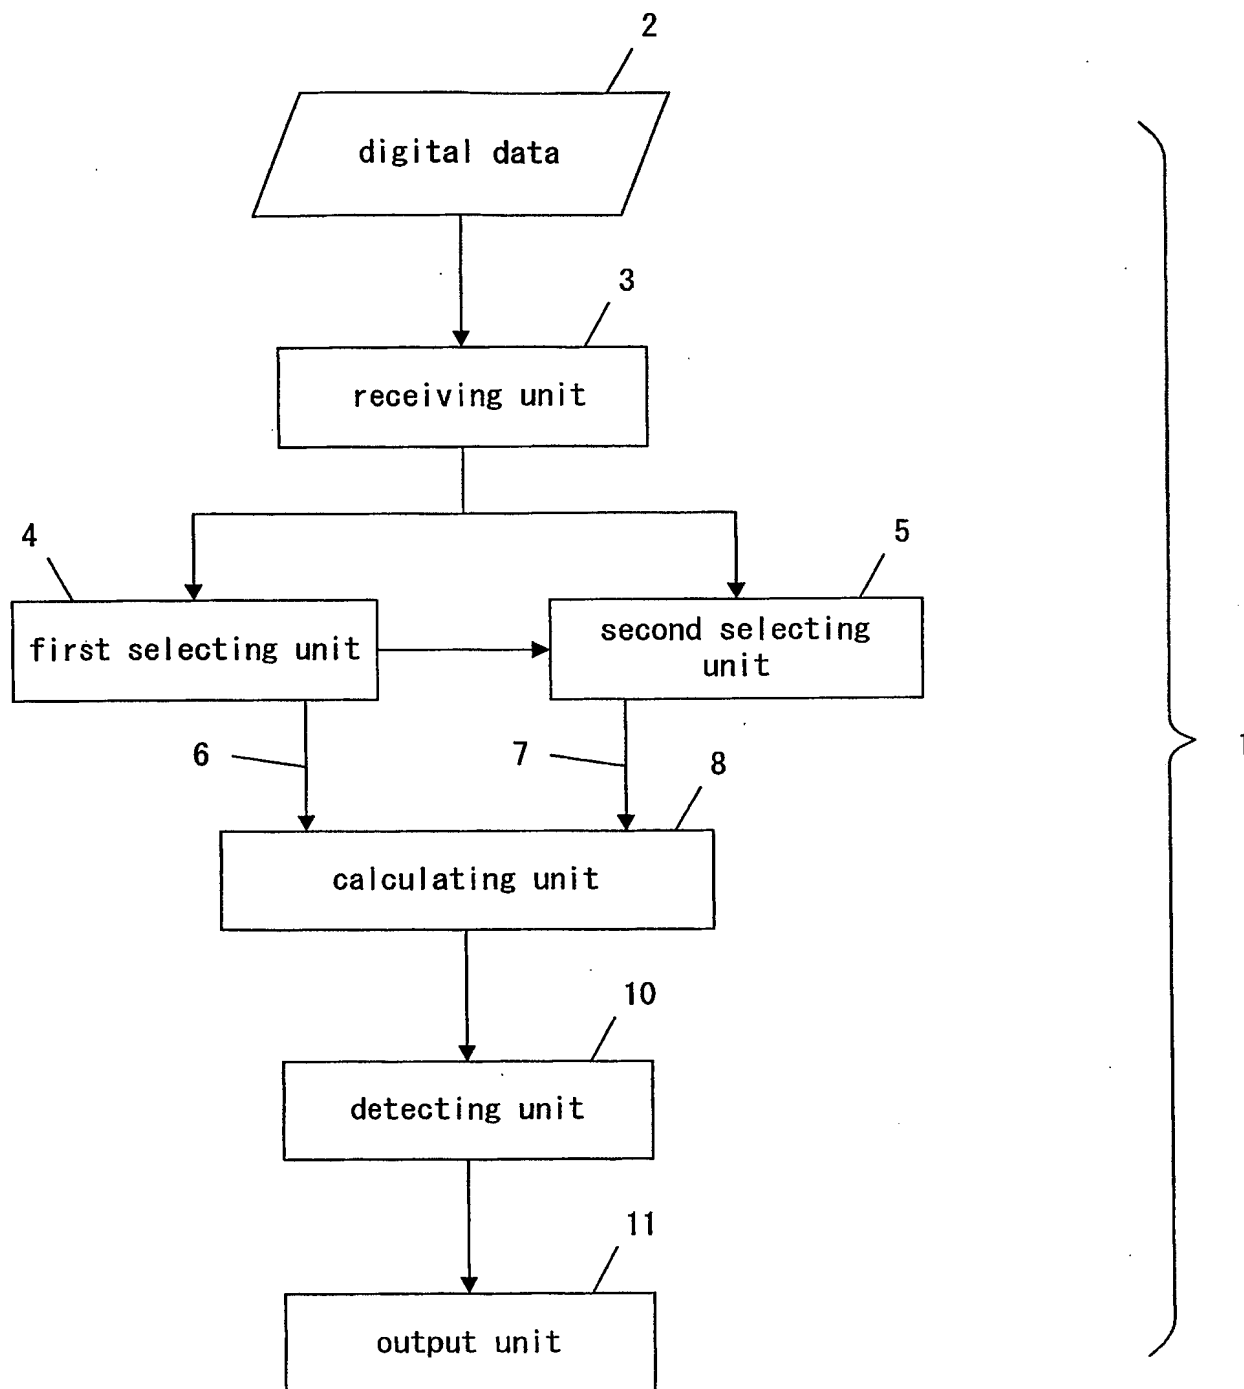 2
digital data
3
receiving unit
4
5
first selecting unit
second selecting
unit
6
7
8
calculating unit
10
detecting unit
11
output unit
1